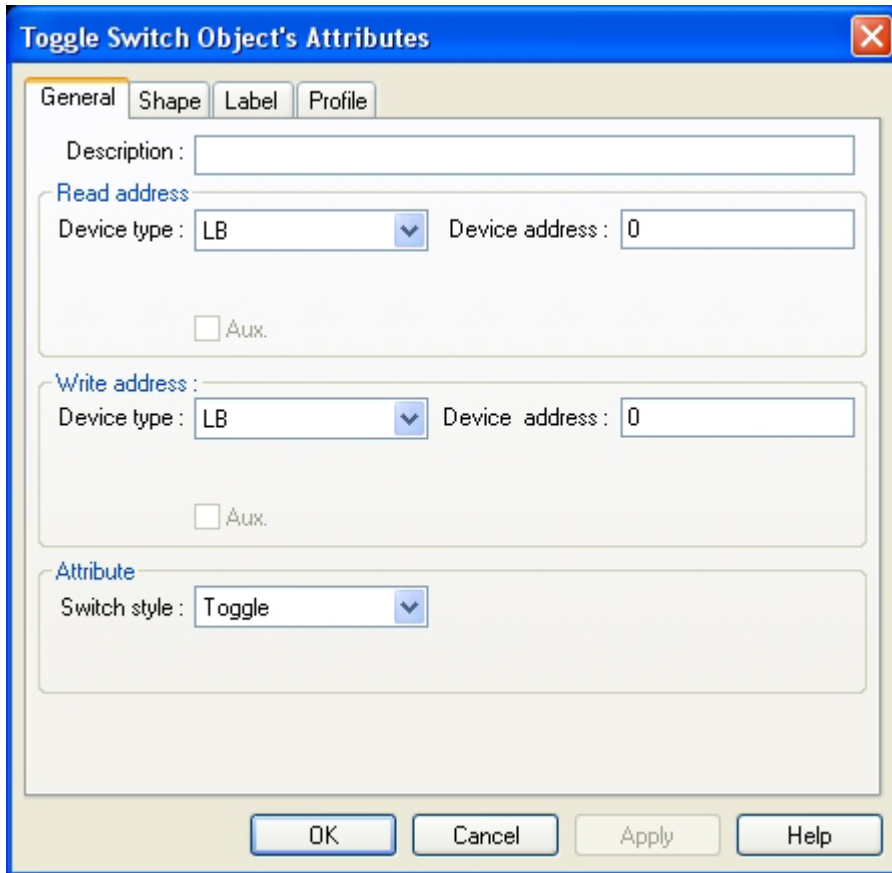 Toggle Switch Object's Attributes
General Shape Label Profile
Description :
Read address
Device type : LB Device address : 0
Aux.
Write address :
Device type : LB Device address : 0
Aux.
Attribute
Switch style : Toggle
OK Cancel Apply Help